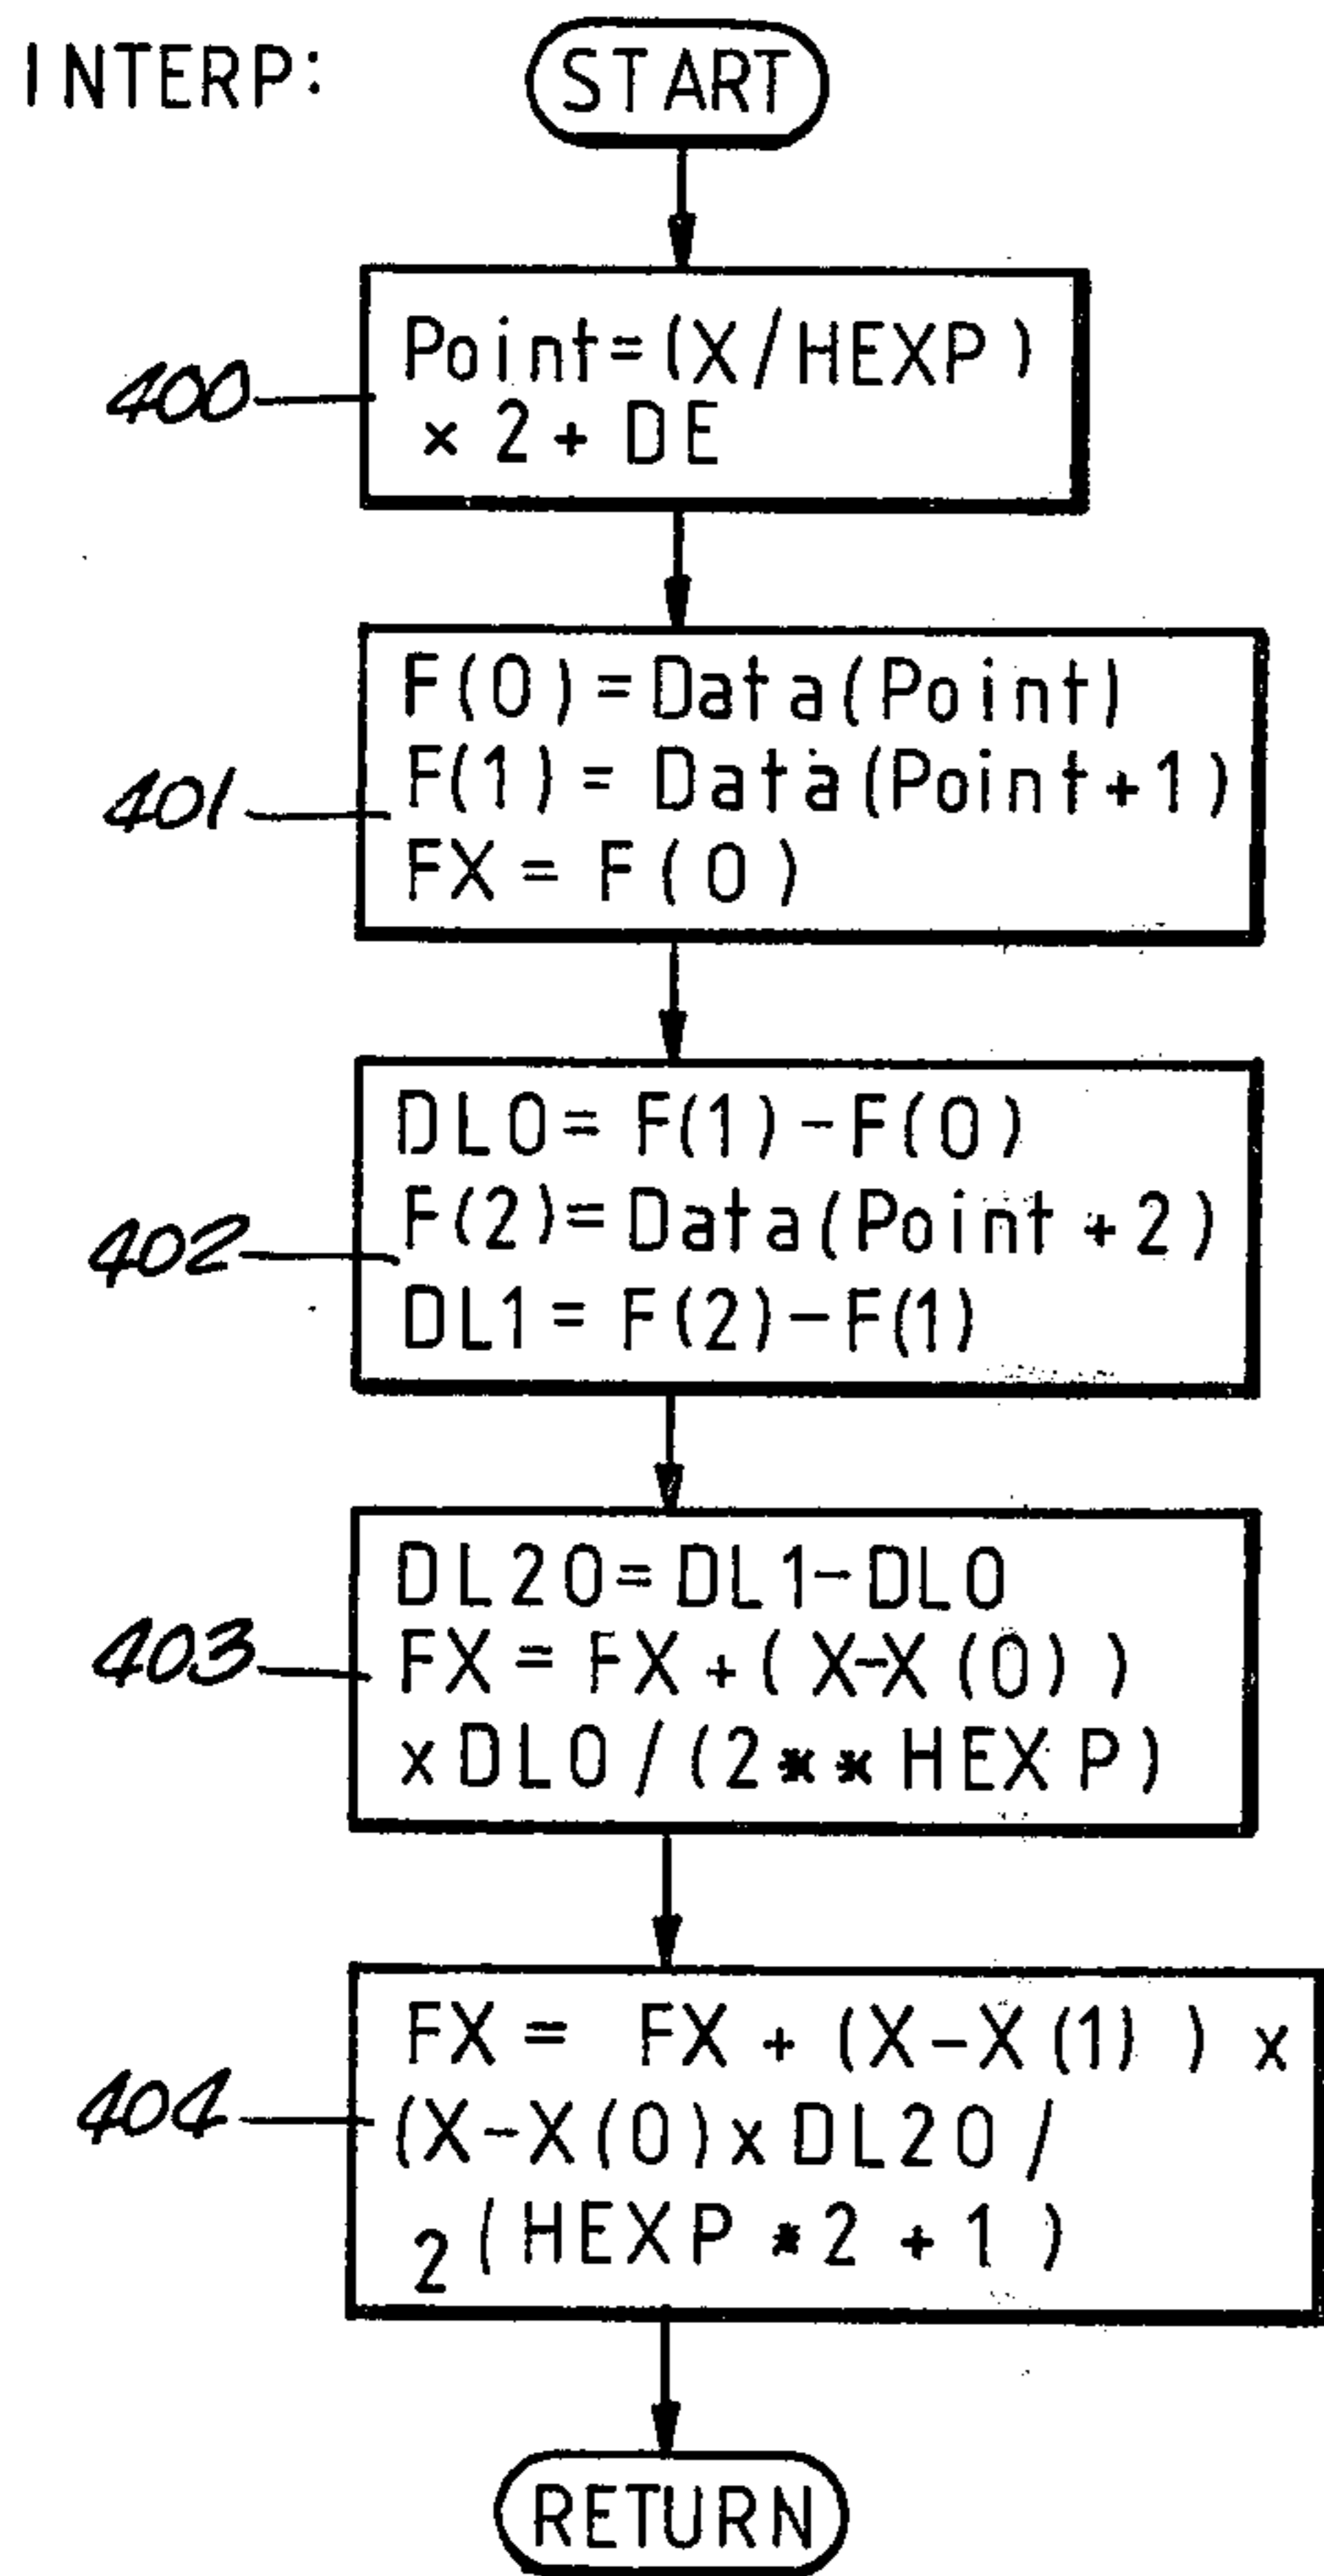 INTERP:
START
400
Point=(X/HEXP)
× 2 + DE
401
F(0)=Data(Point)
F(1)=Data(Point+1)
FX = F(0)
402
DL0=F(1)-F(0)
F(2)=Data(Point+2)
DL1=F(2)-F(1)
403
DL20=DL1-DL0
FX=FX+(X-X(0))
xDL0/(2**HEXP)
404
FX= FX+(X-X(1))x
(X-X(0)xDL20/
2(HEXP*2+1)
RETURN